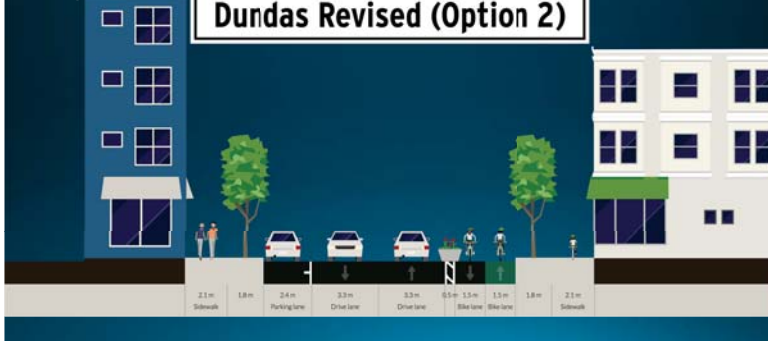 Dundas Revised (Option 2)
2.1 m 1.8 m 2.4 m 3.3 m 3.3 m 0.5 m 1.5 m 1.5 m 1.8 m 2.1 m
Sidewalk Parking lane Drive lane Drive lane Bike lane Bike lane Sidewalk